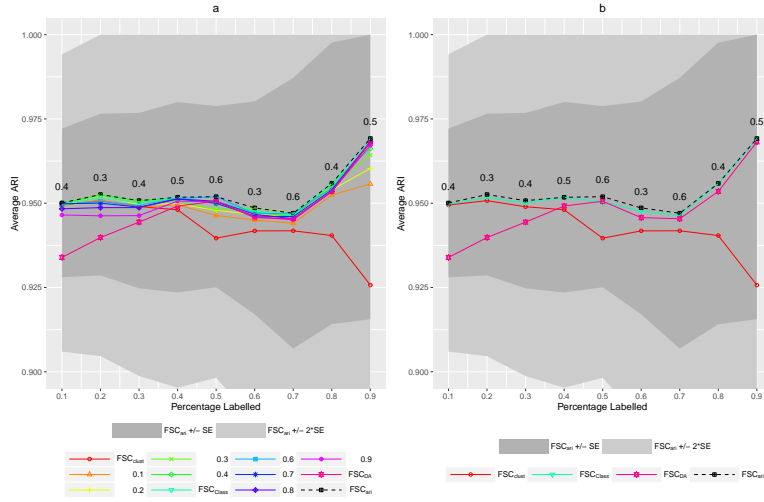 a
1.000
0.975
0.950
0.925
0.900
Average ARI
0.4 0.3 0.4 0.5 0.6 0.3 0.6 0.4 0.5
0.1 0.2 0.3 0.4 0.5 0.6 0.7 0.8 0.9
Percentage Labelled
FSCari +/− SE FSCari +/− 2*SE
FSCclust 0.3 0.6 0.9
0.1 0.4 0.7 FSCDA
0.2 FSCClass 0.8 FSCari
b
1.000
0.975
0.950
0.925
0.900
Average ARI
0.4 0.3 0.4 0.5 0.6 0.3 0.6 0.4 0.5
0.1 0.2 0.3 0.4 0.5 0.6 0.7 0.8 0.9
Percentage Labelled
FSCari +/− SE FSCari +/− 2*SE
FSCclust FSCClass FSCDA FSCari